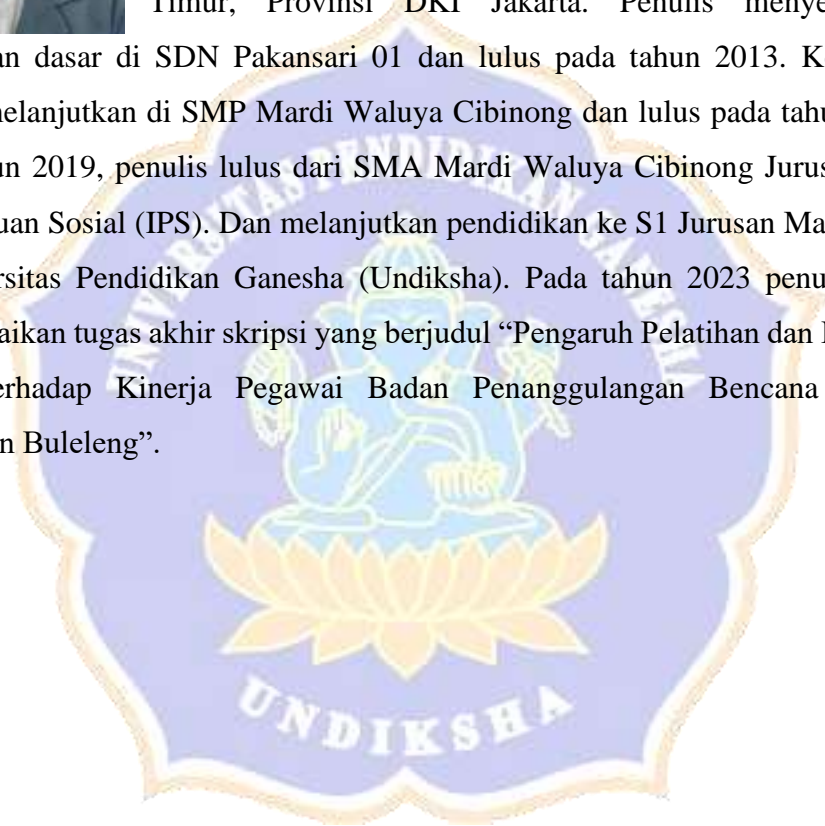 Timur, Provinsi DKI Jakarta. Penulis menye
an dasar di SDN Pakansari 01 dan lulus pada tahun 2013. K
melanjutkan di SMP Mardi Waluya Cibinong dan lulus pada tahu
un 2019, penulis lulus dari SMA Mardi Waluya Cibinong Jurus
uan Sosial (IPS). Dan melanjutkan pendidikan ke S1 Jurusan Ma
rsitas Pendidikan Ganesha (Undiksha). Pada tahun 2023 penu
aikan tugas akhir skripsi yang berjudul “Pengaruh Pelatihan dan
erhadap Kinerja Pegawai Badan Penanggulangan Bencana
n Buleleng”.
UNIVERSITAS PENDIDIKAN GANESHA
UNDIKSHA